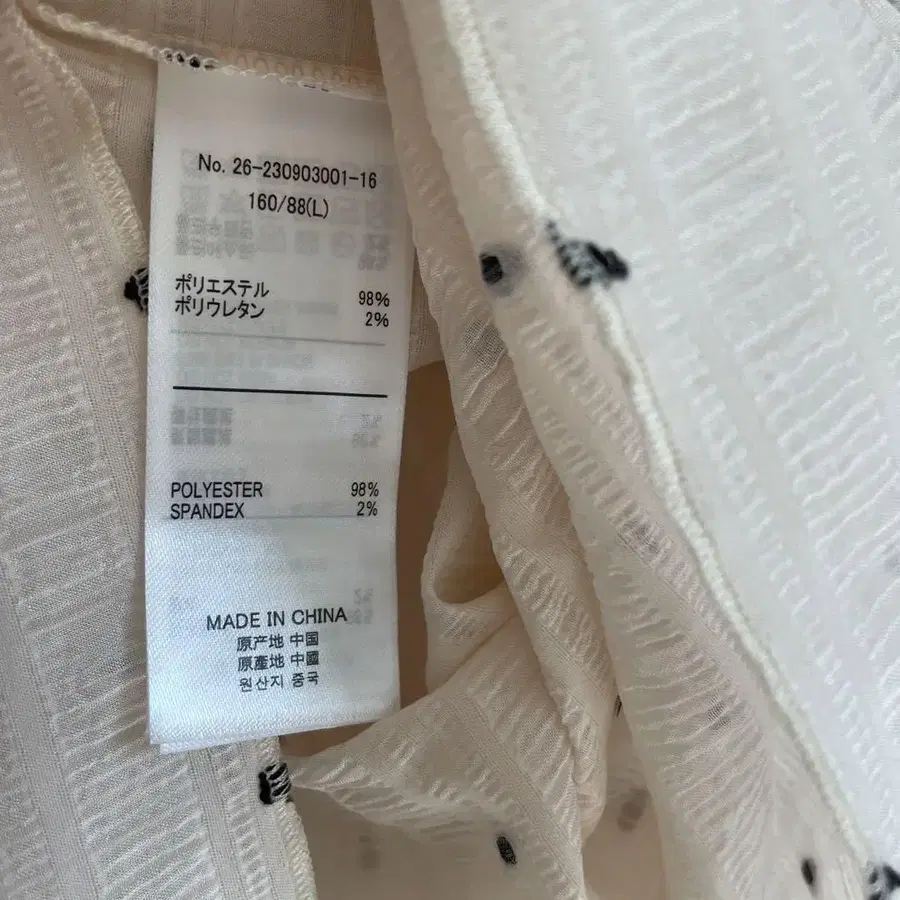 No. 26-230903001-16
160/88(L)
ポリエステル 98%
ポリウレタン 2%
POLYESTER 98%
SPANDEX 2%
MADE IN CHINA
原产地 中国
原產地 中國
원산지 중국